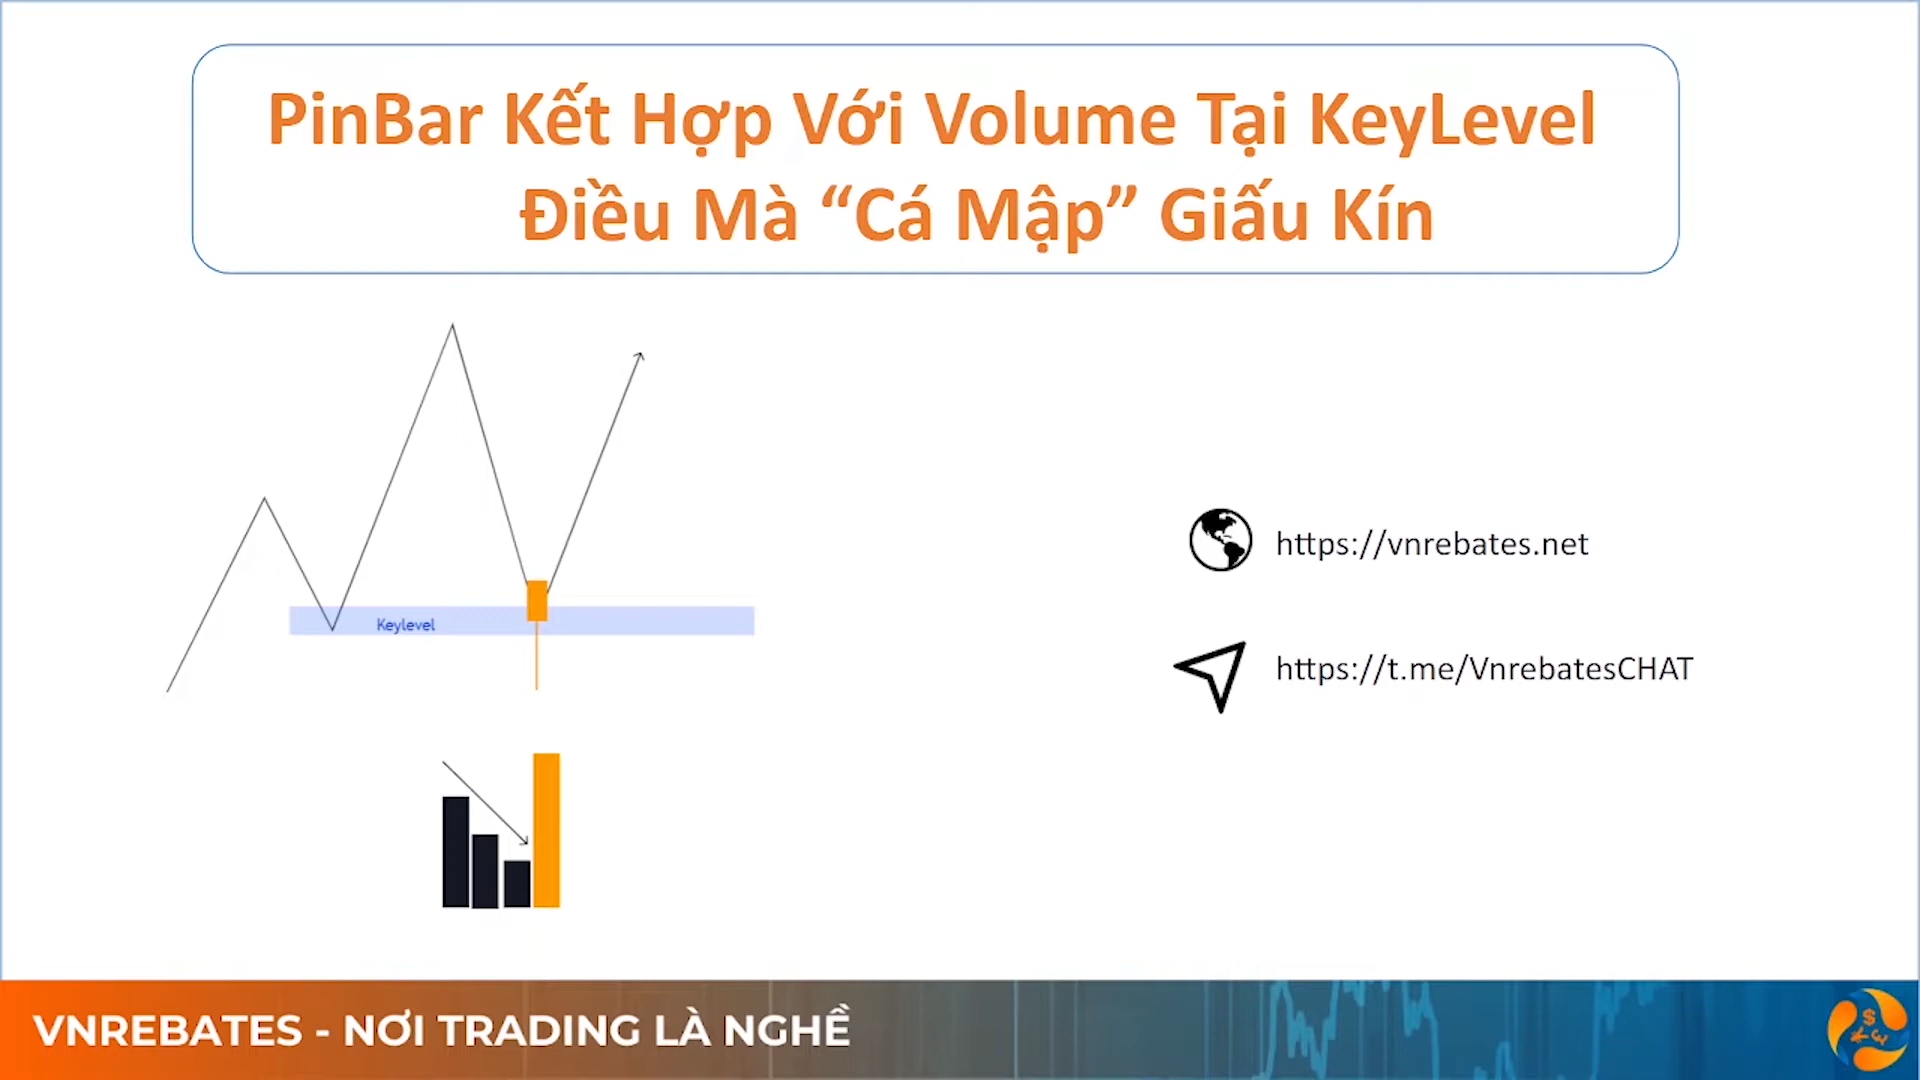 PinBar Kết Hợp Với Volume Tại KeyLevel
Điều Mà “Cá Mập” Giấu Kín
Keylevel
https://vnrebates.net
https://t.me/VnrebatesCHAT
VNREBATES - NƠI TRADING LÀ NGHỀ